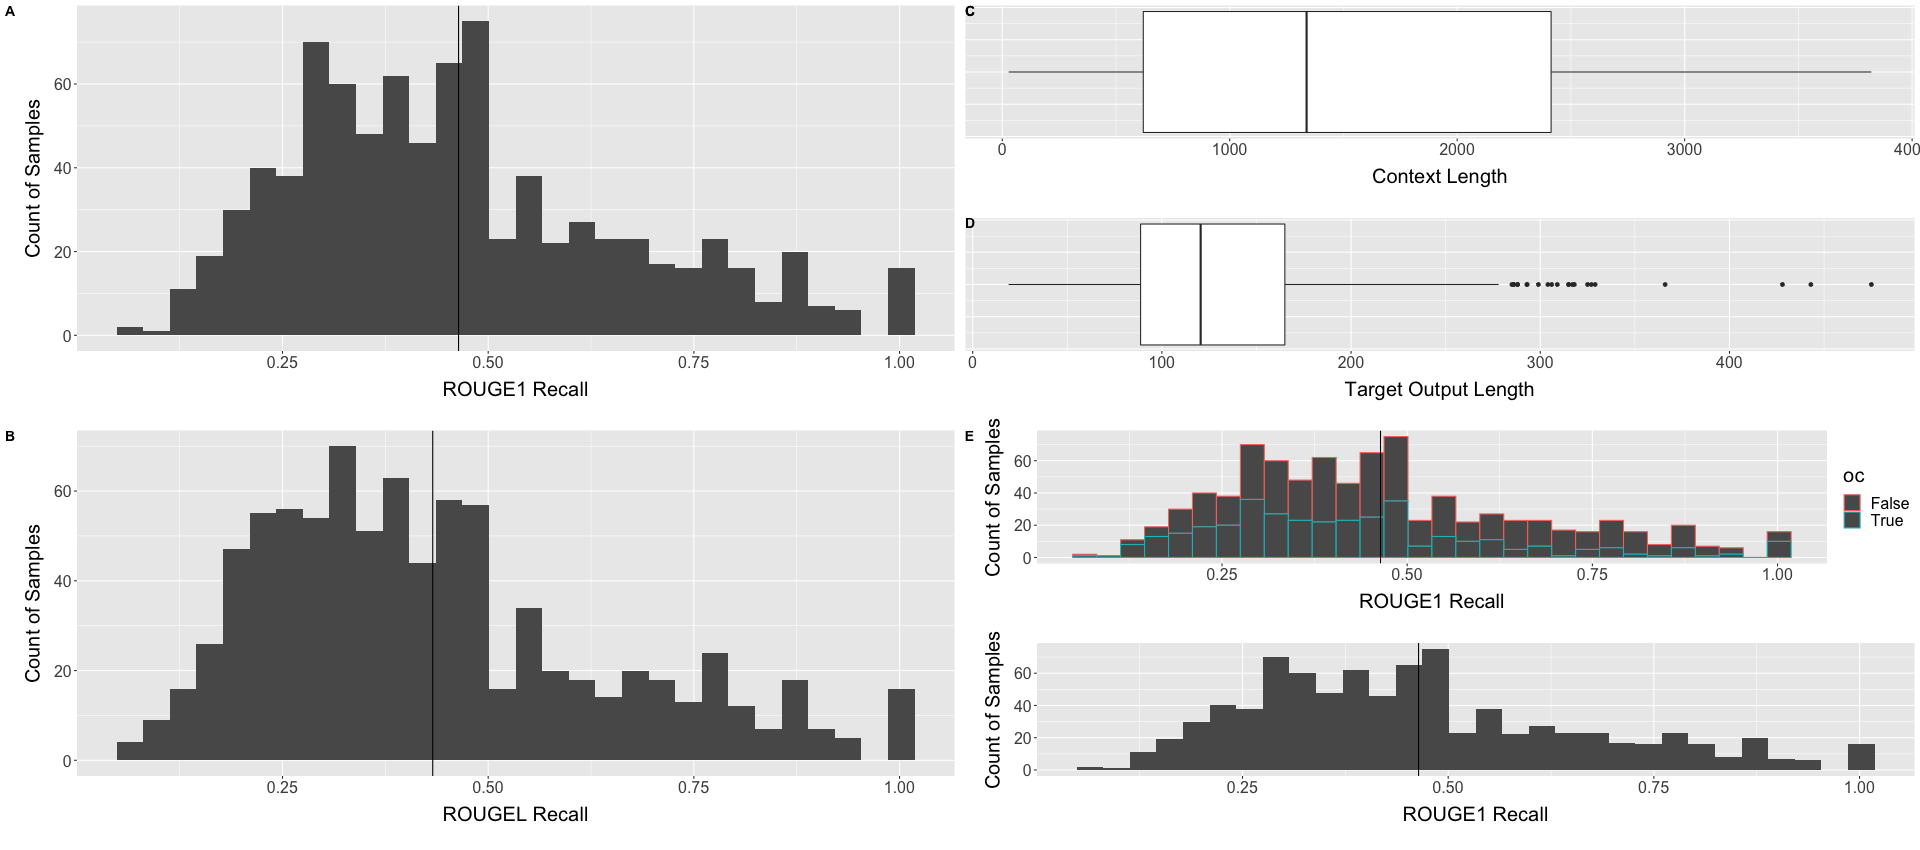 A
Count of Samples
60
40
20
0
0.25 0.50 0.75 1.00
ROUGE1 Recall
B
Count of Samples
60
40
20
0
0.25 0.50 0.75 1.00
ROUGEL Recall
C
0 1000 2000 3000 400
Context Length
D
0 100 200 300 400
Target Output Length
E
Count of Samples
60
40
20
0
0.25 0.50 0.75 1.00
ROUGE1 Recall
oc
False
True
Count of Samples
60
40
20
0
0.25 0.50 0.75 1.00
ROUGE1 Recall